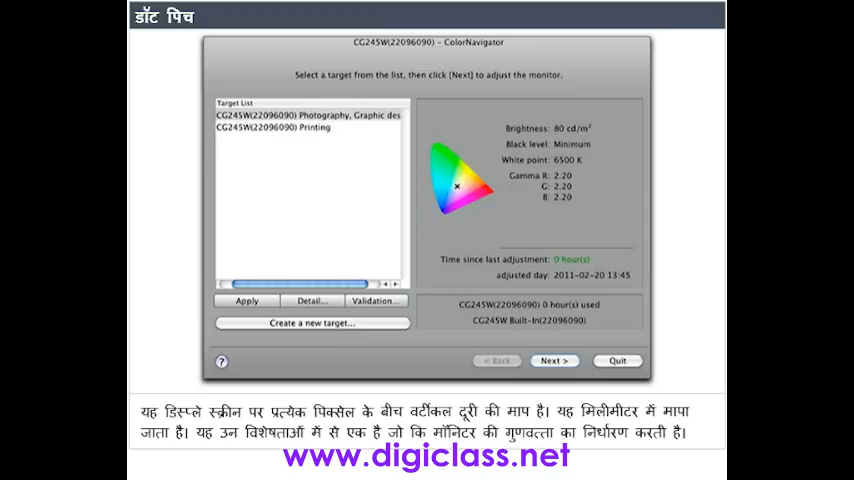 डॉट पिच
CG245W(22096090) - ColorNavigator
Select a target from the list, then click [Next] to adjust the monitor.
Target List
CG245W(22096090) Photography, Graphic des
CG245W(22096090) Printing
Brightness: 80 cd/m²
Black level: Minimum
White point: 6500 K
Gamma R: 2.20
G: 2.20
B: 2.20
Time since last adjustment: 0 hour(s)
adjusted day: 2011-02-20 13:45
Apply Detail... Validation...
Create a new target...
CG245W(22096090) 0 hour(s) used
CG245W Built-In(22096090)
? < Back Next > Quit
यह डिस्प्ले स्क्रीन पर प्रत्येक पिक्सेल के बीच वर्टीकल दूरी की माप है। यह मिलीमीटर में मापा
जाता है। यह उन विशेषताओं में से एक है जो कि मॉनिटर की गुणवत्ता का निर्धारण करती है।
www.digiclass.net